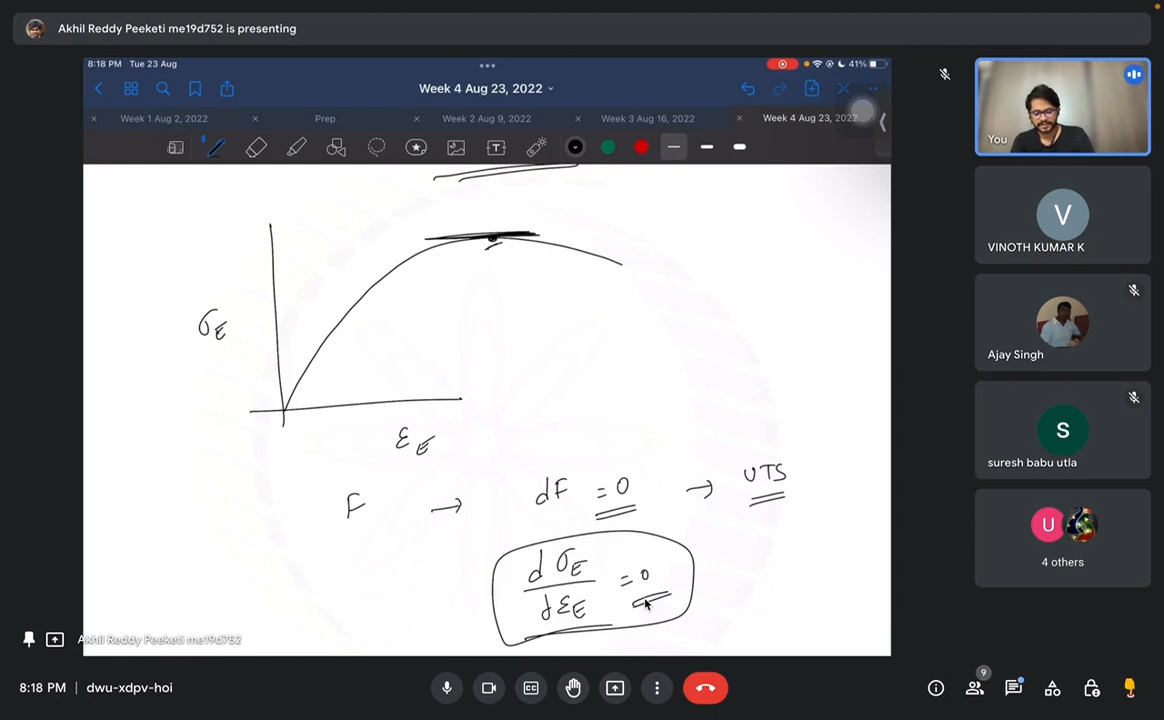 Akhil Reddy Peeketi me19d752 is presenting
8:18 PM Tue 23 Aug
41%
Week 4 Aug 23, 2022
Week 1 Aug 2, 2022
Prep
Week 2 Aug 9, 2022
Week 3 Aug 16, 2022
Week 4 Aug 23, 2022
You
V
VINOTH KUMAR K
Ajay Singh
S
suresh babu utla
U
4 others
σE
εE
F → dF = 0 → UTS
dσE
dεE
= 0
Akhil Reddy Peeketi me19d752
8:18 PM | dwu-xdpv-hoi
9